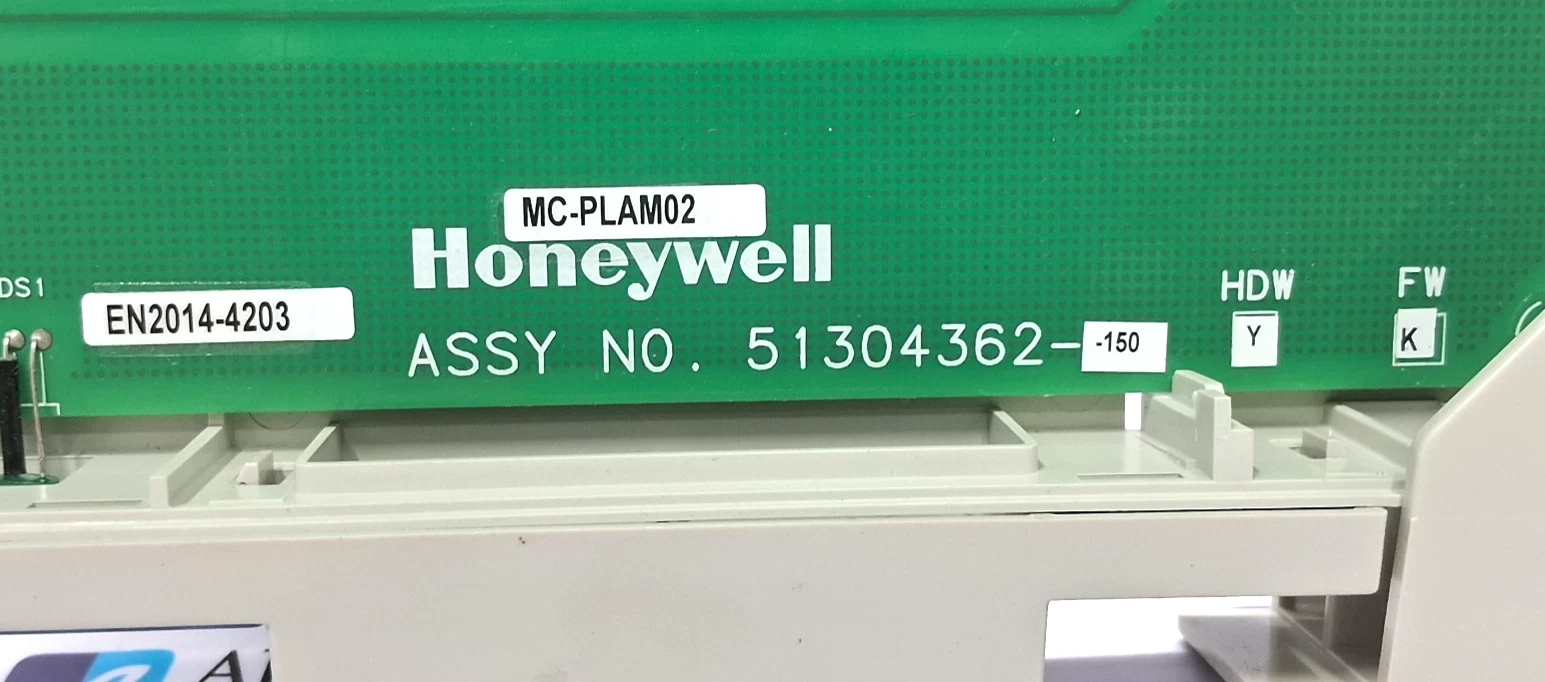 MC-PLAM02
Honeywell
DS1
EN2014-4203
HDW
FW
ASSY NO. 51304362-
-150
Y
K
A